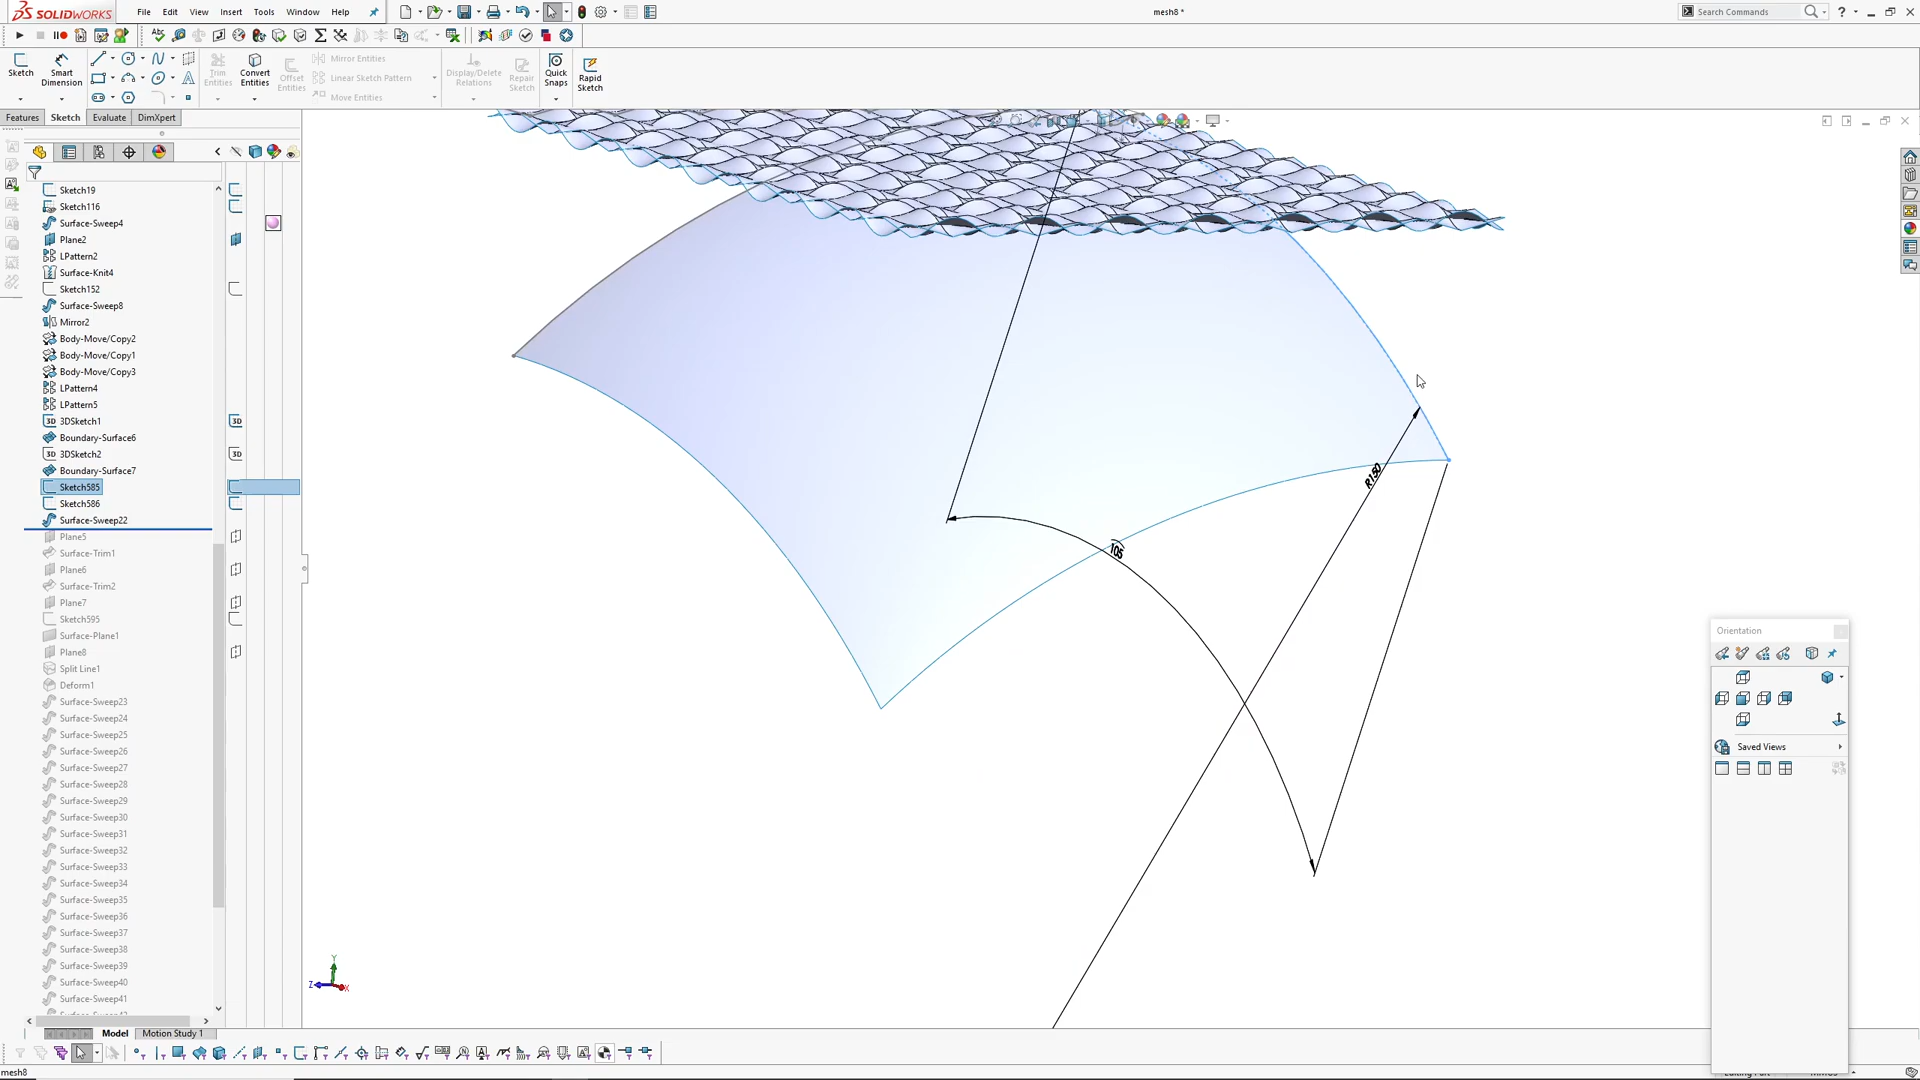 SOLIDWORKS
File Edit View Insert Tools Window Help
mesh8 *
Search Commands
Sketch
Smart Dimension
Trim Entities
Convert Entities
Offset Entities
Mirror Entities
Linear Sketch Pattern
Move Entities
Display/Delete Relations
Repair Sketch
Quick Snaps
Rapid Sketch
Features Sketch Evaluate DimXpert
Sketch19
Sketch116
Surface-Sweep4
Plane2
LPattern2
Surface-Knit4
Sketch152
Surface-Sweep8
Mirror2
Body-Move/Copy2
Body-Move/Copy1
Body-Move/Copy3
LPattern4
LPattern5
3D 3DSketch1 3D
Boundary-Surface6
3D 3DSketch2 3D
Boundary-Surface7
Sketch585
Sketch586
Surface-Sweep22
Plane5
Surface-Trim1
Plane6
Surface-Trim2
Plane7
Sketch595
Surface-Plane1
Plane8
Split Line1
Deform1
Surface-Sweep23
Surface-Sweep24
Surface-Sweep25
Surface-Sweep26
Surface-Sweep27
Surface-Sweep28
Surface-Sweep29
Surface-Sweep30
Surface-Sweep31
Surface-Sweep32
Surface-Sweep33
Surface-Sweep34
Surface-Sweep35
Surface-Sweep36
Surface-Sweep37
Surface-Sweep38
Surface-Sweep39
Surface-Sweep40
Surface-Sweep41
R150
105
Orientation
Saved Views
Y
Z
X
Model Motion Study 1
mesh8